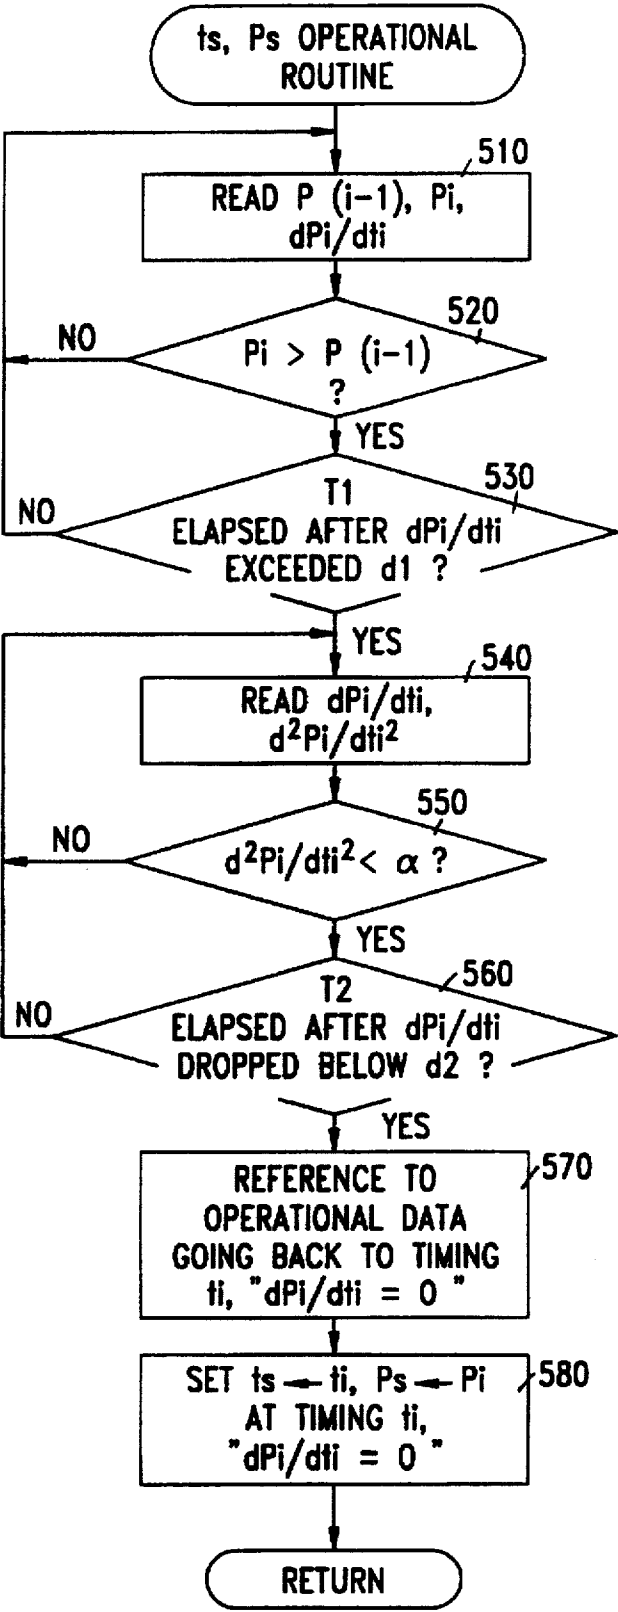 ts, Ps OPERATIONAL
ROUTINE
510
READ P (i-1), Pi,
dPi/dti
520
NO
Pi > P (i-1)
?
YES
530
T1
NO
ELAPSED AFTER dPi/dti
EXCEEDED d1 ?
YES
540
READ dPi/dti,
d²Pi/dti²
550
NO
d²Pi/dti² < α ?
YES
560
T2
NO
ELAPSED AFTER dPi/dti
DROPPED BELOW d2 ?
YES
570
REFERENCE TO
OPERATIONAL DATA
GOING BACK TO TIMING
ti, "dPi/dti = 0 "
580
SET ts ← ti, Ps ← Pi
AT TIMING ti,
"dPi/dti = 0 "
RETURN